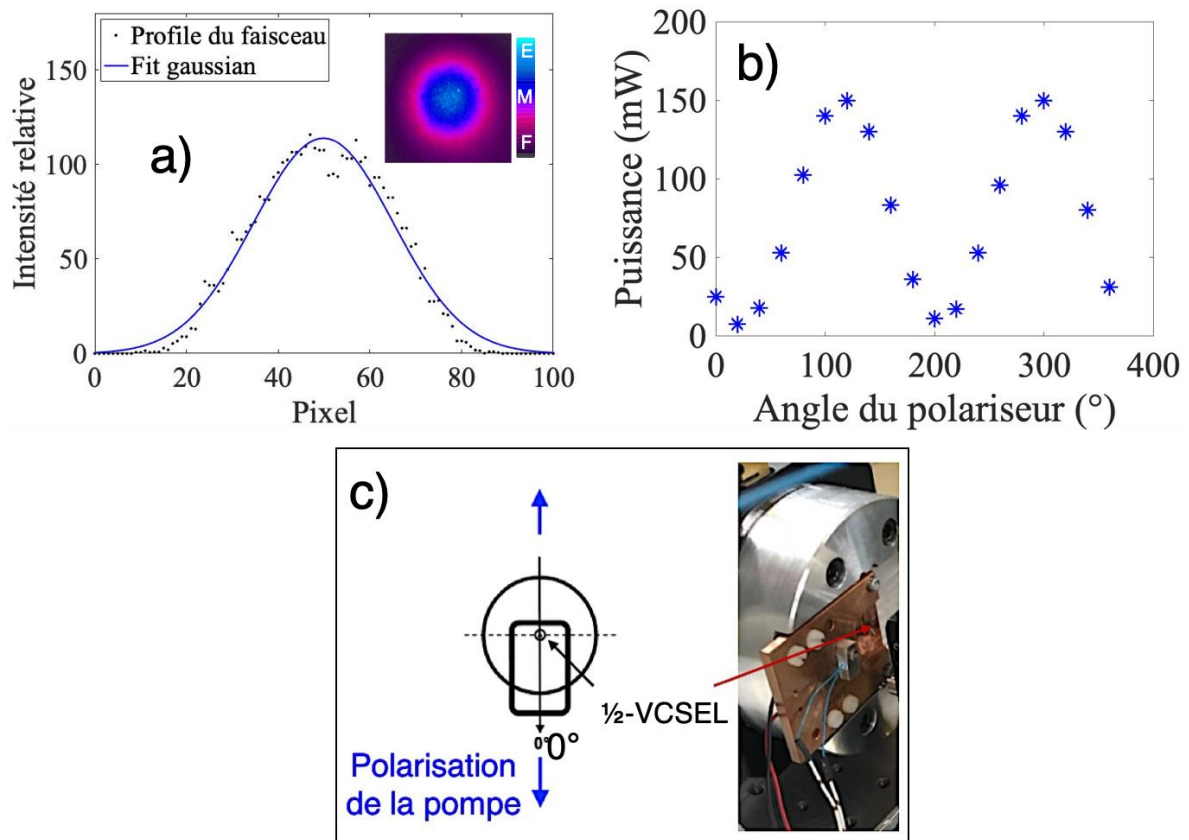 Profile du faisceau
Fit gaussian
E
M
F
a)
Intensité relative
150
100
50
0
0 20 40 60 80 100
Pixel
b)
Puissance (mW)
200
150
100
50
0
0 100 200 300 400
Angle du polariseur (°)
c)
½-VCSEL
0° 0°
Polarisation
de la pompe